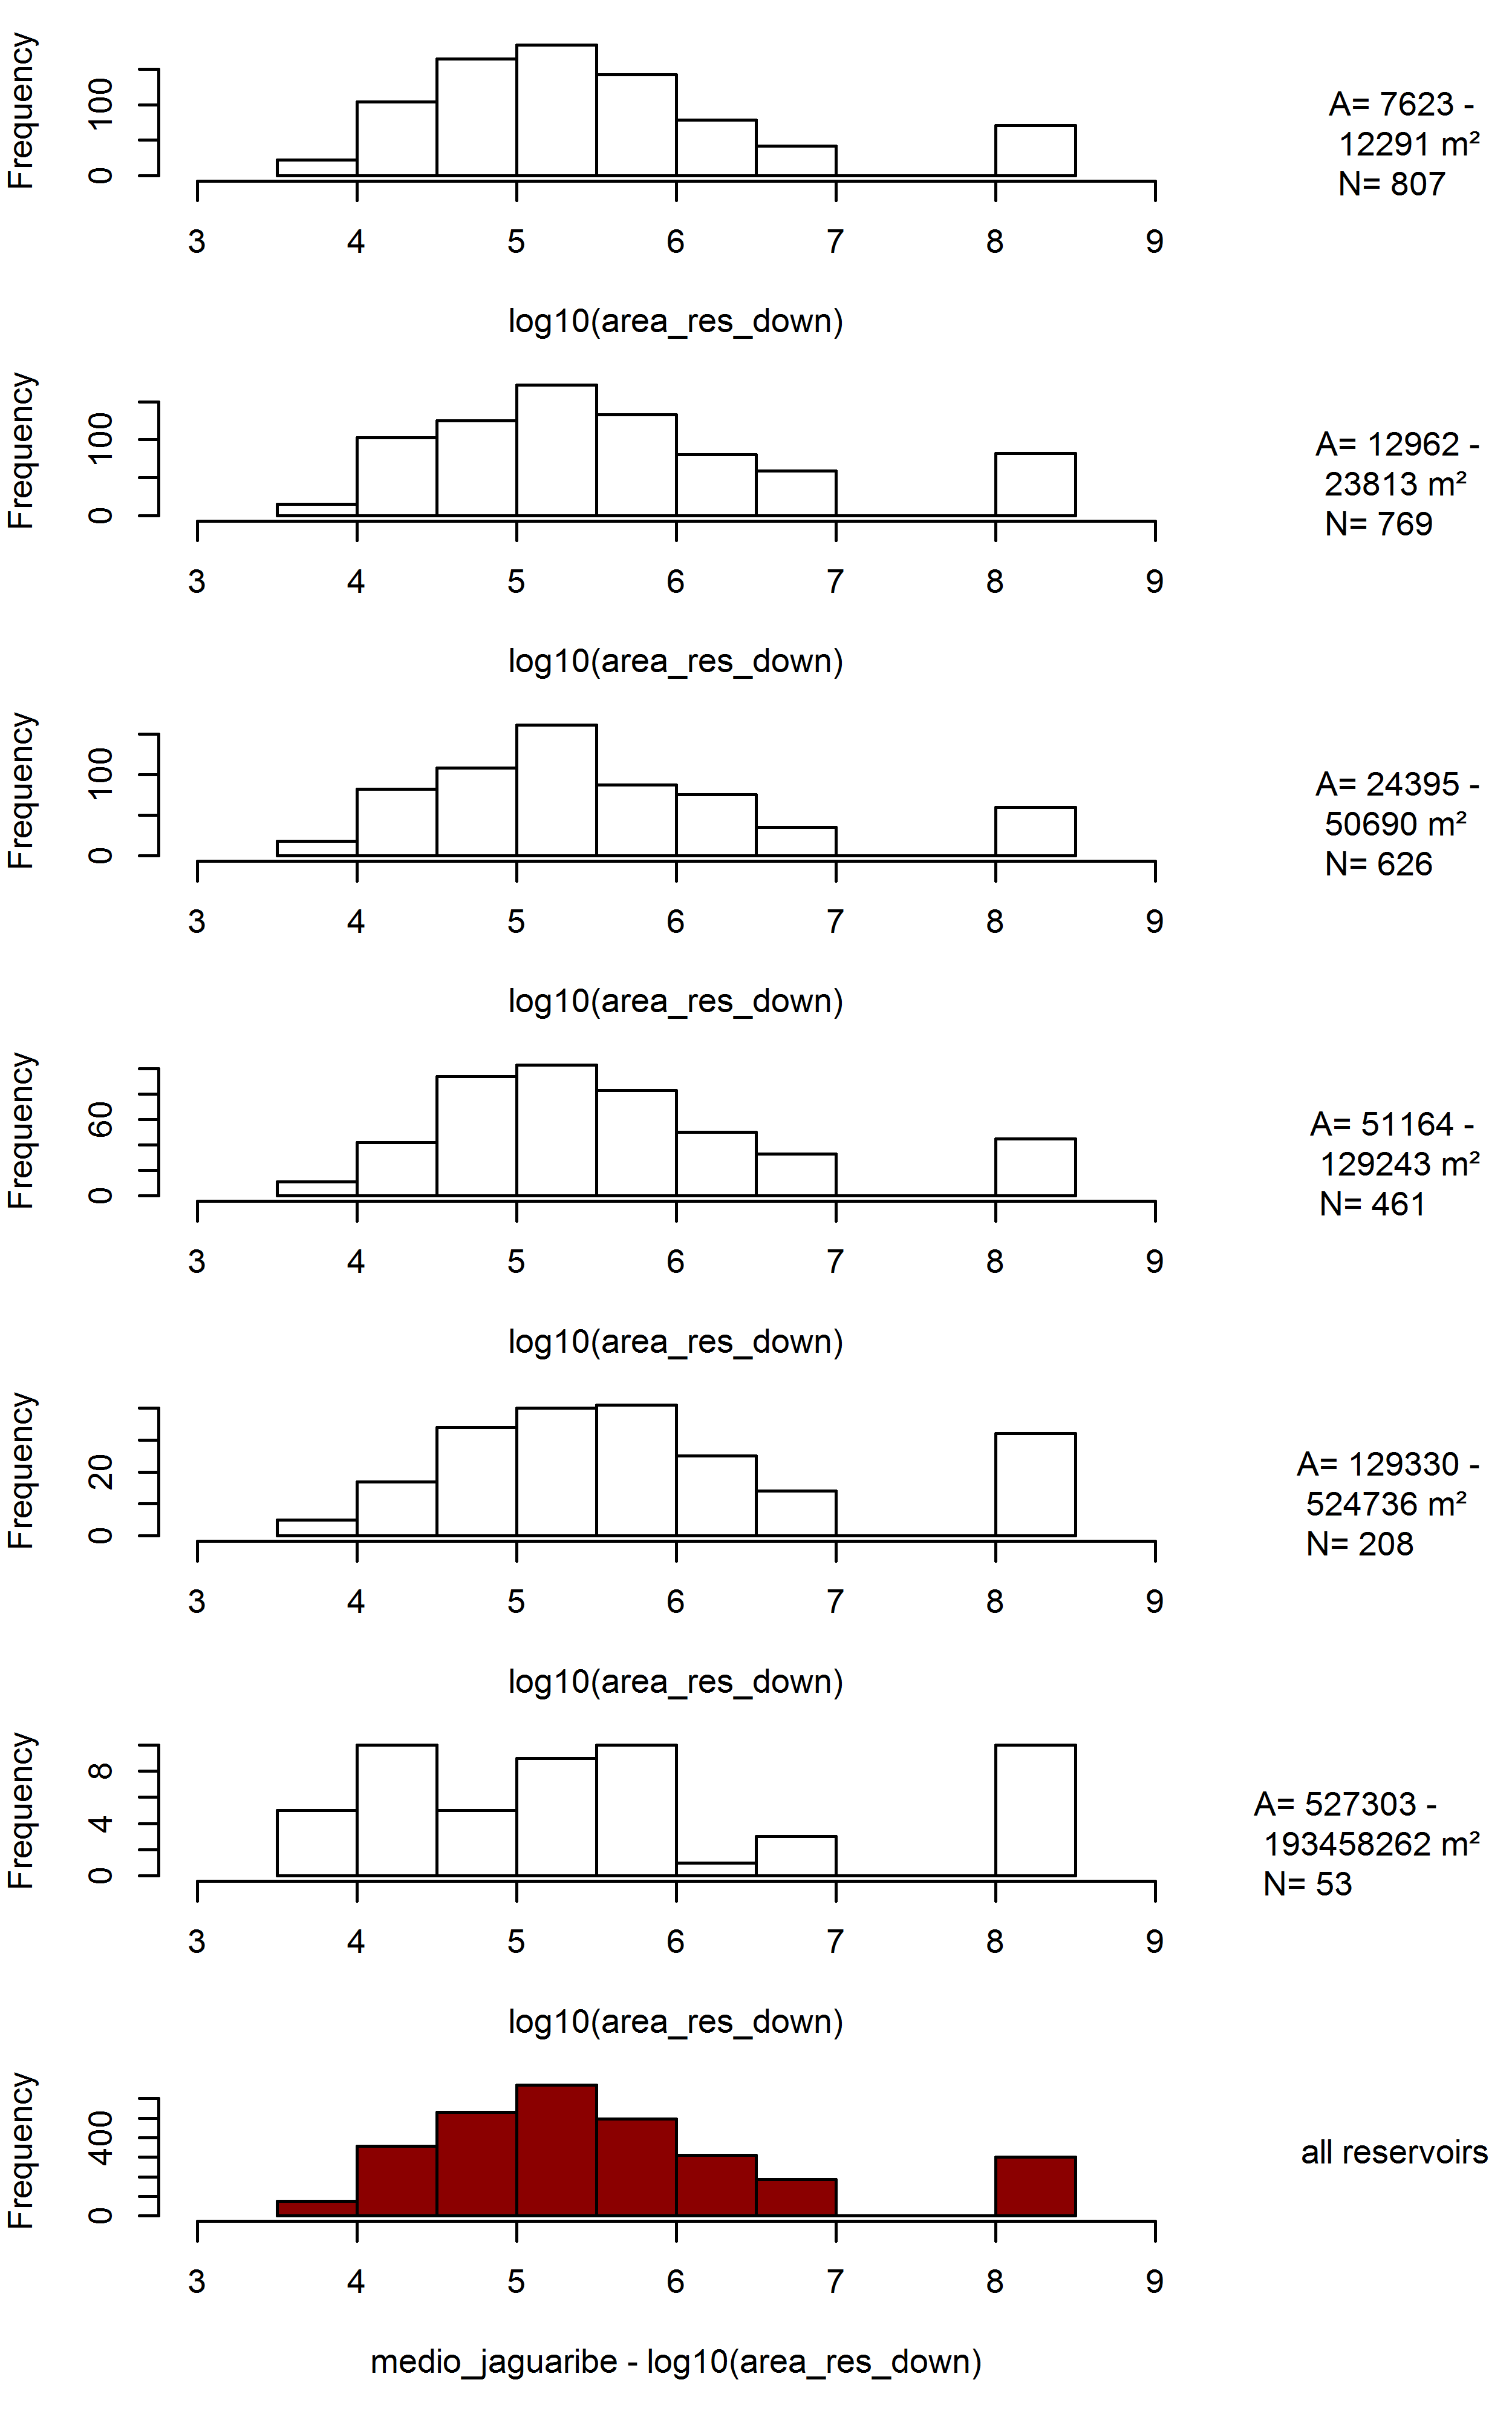 Frequency
0 100
3 4 5 6 7 8 9
log10(area_res_down)
A= 7623 -
12291 m²
N= 807
Frequency
0 100
3 4 5 6 7 8 9
log10(area_res_down)
A= 12962 -
23813 m²
N= 769
Frequency
0 100
3 4 5 6 7 8 9
log10(area_res_down)
A= 24395 -
50690 m²
N= 626
Frequency
0 60
3 4 5 6 7 8 9
log10(area_res_down)
A= 51164 -
129243 m²
N= 461
Frequency
0 20
3 4 5 6 7 8 9
log10(area_res_down)
A= 129330 -
524736 m²
N= 208
Frequency
0 4 8
3 4 5 6 7 8 9
log10(area_res_down)
A= 527303 -
193458262 m²
N= 53
Frequency
0 400
3 4 5 6 7 8 9
medio_jaguaribe - log10(area_res_down)
all reservoirs